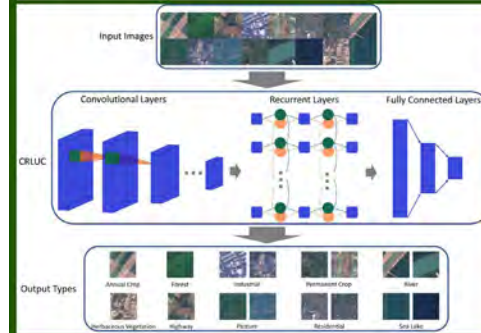 Input Images
Convolutional Layers
Recurrent Layers
Fully Connected Layers
CRLUC
Output Types
Annual Crop
Forest
Industrial
Permanent Crop
River
Herbaceous Vegetation
Highway
Pasture
Residential
Sea Lake